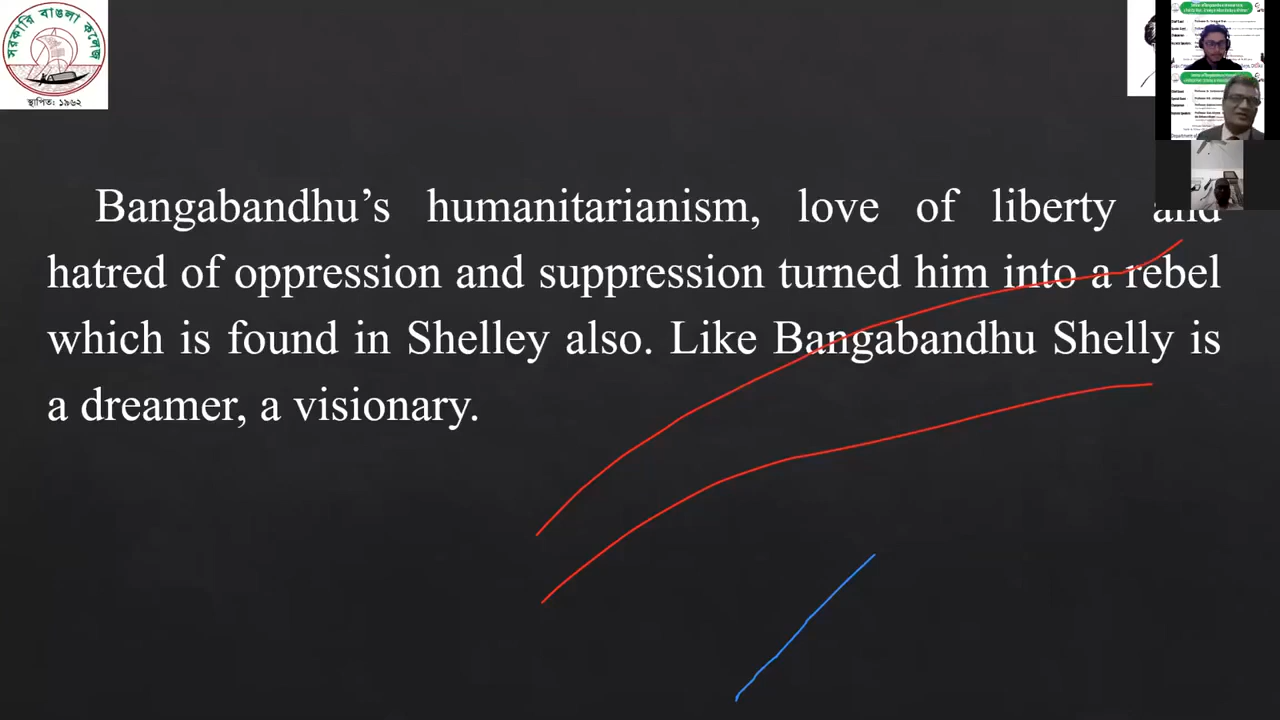 সরকারি বাঙলা কলেজ
স্থাপিত: ১৯৬২
Bangabandhu’s humanitarianism, love of liberty and
hatred of oppression and suppression turned him into a rebel
which is found in Shelley also. Like Bangabandhu Shelly is
a dreamer, a visionary.